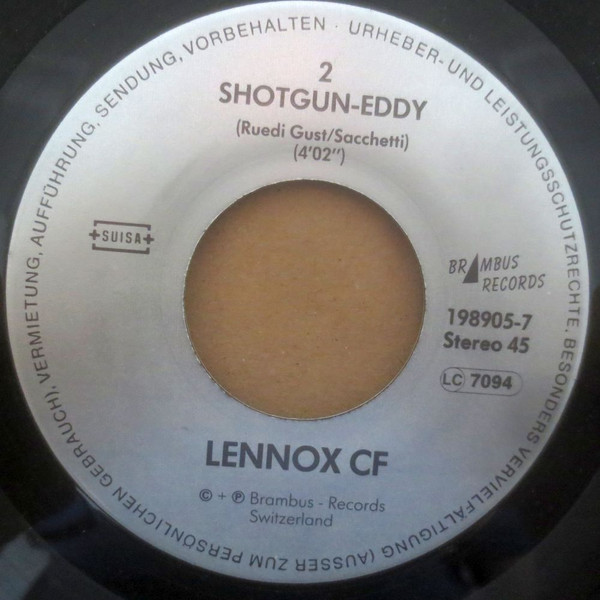 URHEBER- UND LEISTUNGSSCHUTZRECHTE, BESONDERS VERVIELFÄLTIGUNG (AUSSER ZUM PERSÖNLICHEN GEBRAUCH), VERMIETUNG, AUFFÜHRUNG, SENDUNG, VORBEHALTEN ·
2
SHOTGUN-EDDY
(Ruedi Gust/Sacchetti)
(4'02")
SUISA
BRAMBUS
RECORDS
198905-7
Stereo 45
LC 7094
LENNOX CF
© + ℗ Brambus - Records
Switzerland